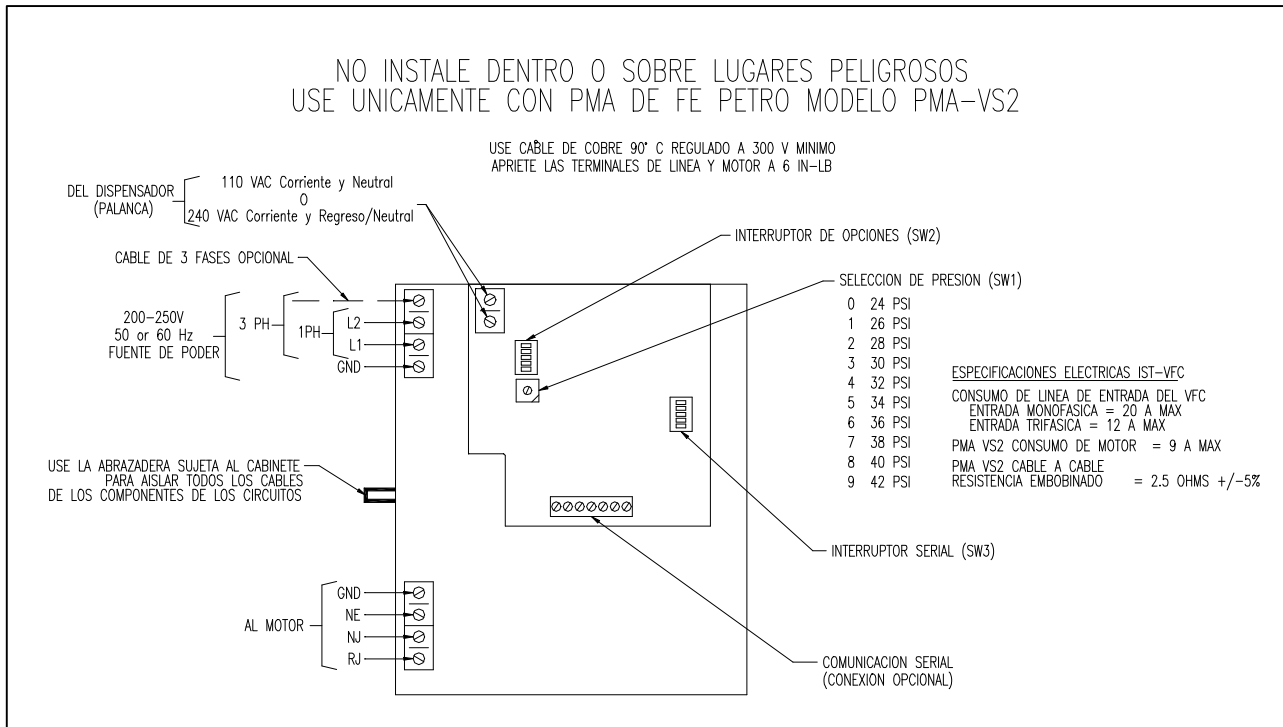 NO INSTALE DENTRO O SOBRE LUGARES PELIGROSOS
USE UNICAMENTE CON PMA DE FE PETRO MODELO PMA-VS2
USE CABLE DE COBRE 90° C REGULADO A 300 V MINIMO
APRIETE LAS TERMINALES DE LINEA Y MOTOR A 6 IN-LB
DEL DISPENSADOR
(PALANCA)
110 VAC Corriente y Neutral
O
240 VAC Corriente y Regreso/Neutral
CABLE DE 3 FASES OPCIONAL
200-250V
50 or 60 Hz
FUENTE DE PODER
3 PH
1PH
L2
L1
GND
USE LA ABRAZADERA SUJETA AL CABINETE
PARA AISLAR TODOS LOS CABLES
DE LOS COMPONENTES DE LOS CIRCUITOS
AL MOTOR
GND
NE
NJ
RJ
INTERRUPTOR DE OPCIONES (SW2)
SELECCION DE PRESION (SW1)
0 24 PSI
1 26 PSI
2 28 PSI
3 30 PSI
4 32 PSI
5 34 PSI
6 36 PSI
7 38 PSI
8 40 PSI
9 42 PSI
ESPECIFICACIONES ELECTRICAS IST-VFC
CONSUMO DE LINEA DE ENTRADA DEL VFC
ENTRADA MONOFASICA = 20 A MAX
ENTRADA TRIFASICA = 12 A MAX
PMA VS2 CONSUMO DE MOTOR = 9 A MAX
PMA VS2 CABLE A CABLE
RESISTENCIA EMBOBINADO = 2.5 OHMS +/-5%
INTERRUPTOR SERIAL (SW3)
COMUNICACION SERIAL
(CONEXION OPCIONAL)